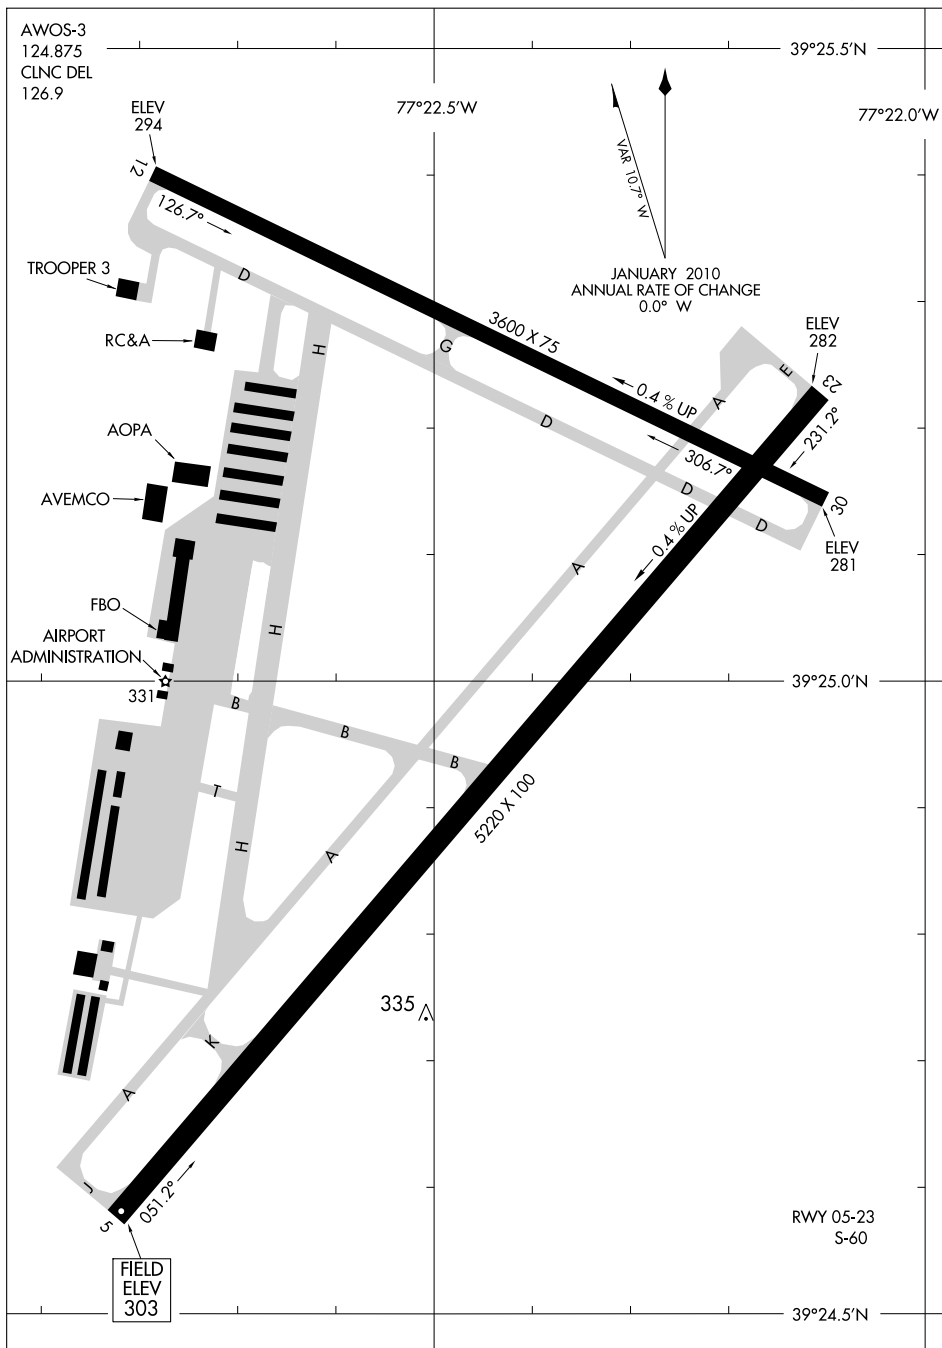 AWOS-3
124.875
CLNC DEL
126.9
39°25.5'N
77°22.5'W
77°22.0'W
ELEV
294
12
126.7°
VAR 10.7° W
JANUARY 2010
ANNUAL RATE OF CHANGE
0.0° W
TROOPER 3
D
RC&A
H
G
3600 X 75
ELEV
282
23
E
A
0.4 % UP
231.2°
306.7°
D
D
D
30
ELEV
281
AOPA
AVEMCO
0.4 % UP
A
FBO
H
AIRPORT
ADMINISTRATION
331
39°25.0'N
B
B
B
T
5220 X 100
H
A
335
K
A
J
051.2°
5
RWY 05-23
S-60
FIELD
ELEV
303
39°24.5'N